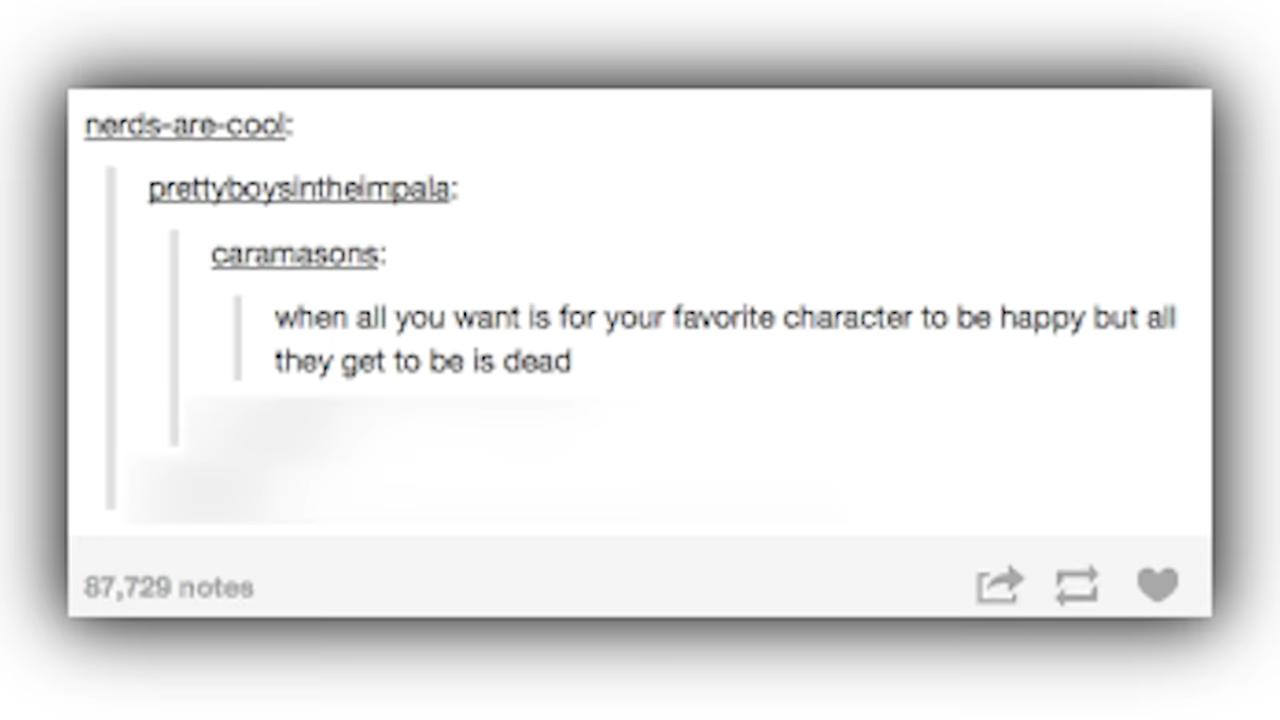 nerds-are-cool:
prettyboysintheimpala:
caramasons:
when all you want is for your favorite character to be happy but all
they get to be is dead
87,729 notes